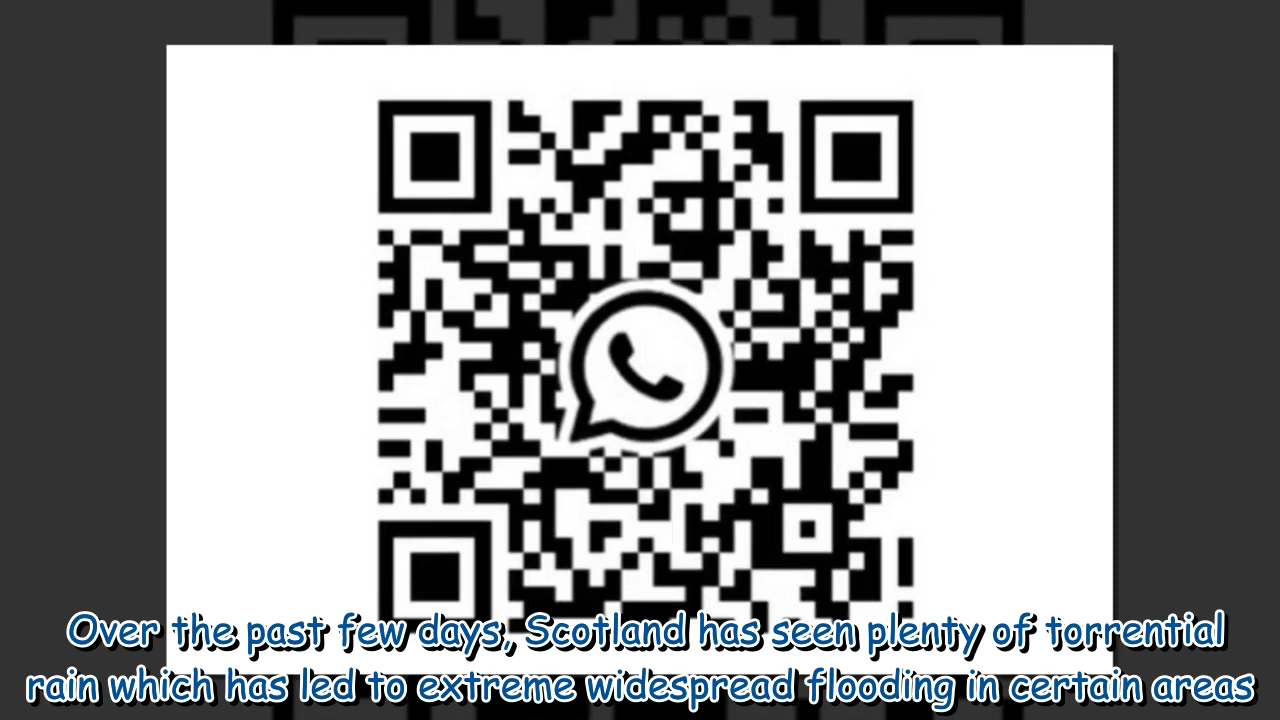 Over the past few days, Scotland has seen plenty of torrential
rain which has led to extreme widespread flooding in certain areas